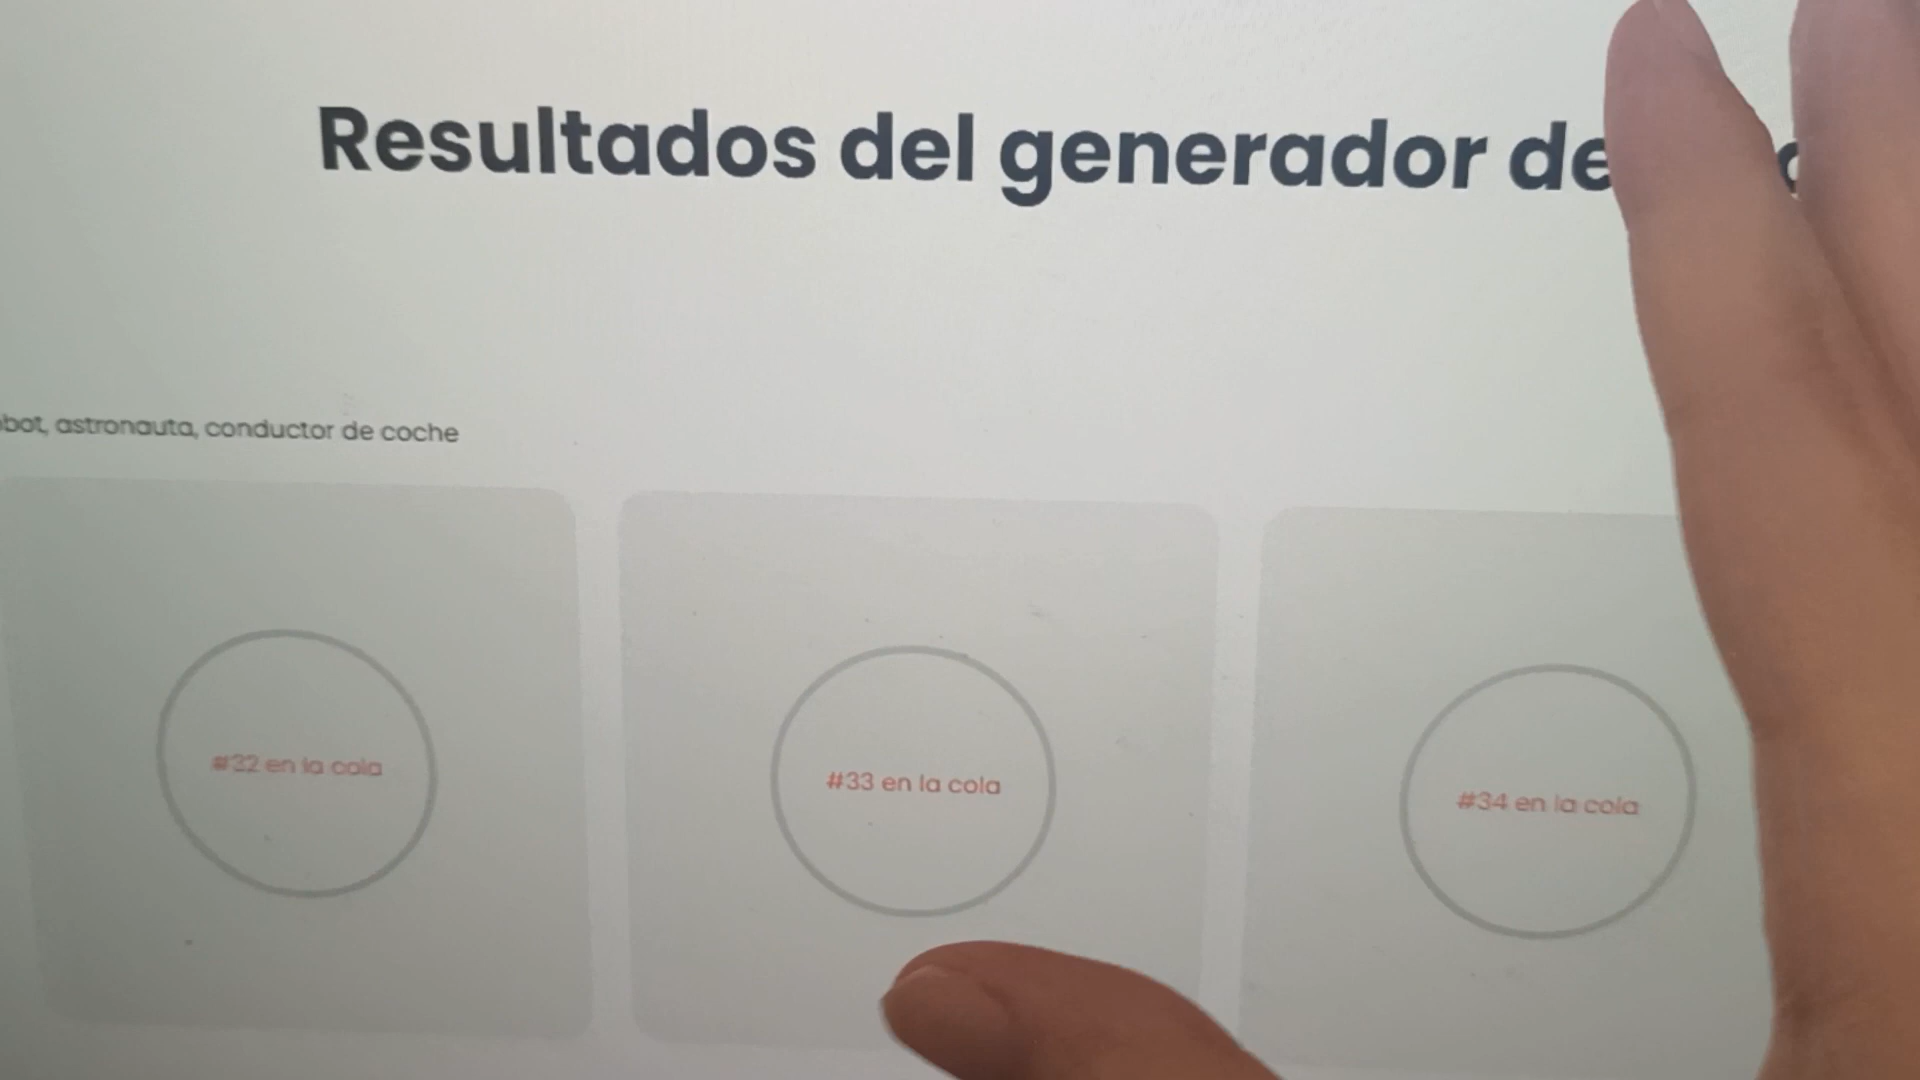 Resultados del generador de
bot, astronauta, conductor de coche
#32 en la cola
#33 en la cola
#34 en la cola